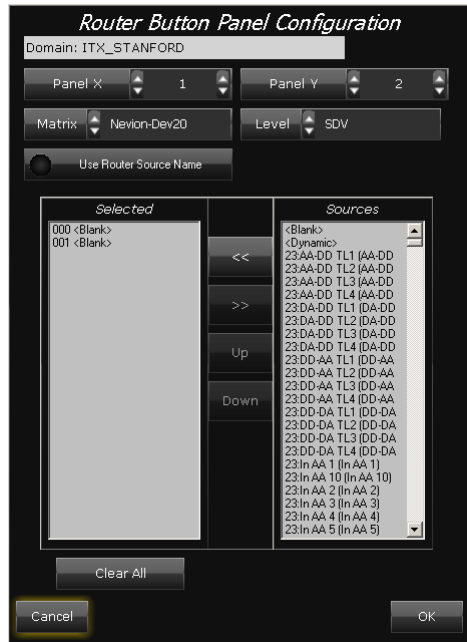 Router Button Panel Configuration
Domain: ITX_STANFORD
Panel X 1 Panel Y 2
Matrix Nevion-Dev20 Level SDV
Use Router Source Name
Selected
000 <Blank>
001 <Blank>
<<
>>
Up
Down
Sources
<Blank>
<Dynamic>
23:AA-DD TL1 (AA-DD
23:AA-DD TL2 (AA-DD
23:AA-DD TL3 (AA-DD
23:AA-DD TL4 (AA-DD
23:DA-DD TL1 (DA-DD
23:DA-DD TL2 (DA-DD
23:DA-DD TL3 (DA-DD
23:DA-DD TL4 (DA-DD
23:DD-AA TL1 (DD-AA
23:DD-AA TL2 (DD-AA
23:DD-AA TL3 (DD-AA
23:DD-AA TL4 (DD-AA
23:DD-DA TL1 (DD-DA
23:DD-DA TL2 (DD-DA
23:DD-DA TL3 (DD-DA
23:DD-DA TL4 (DD-DA
23:In AA 1 (In AA 1)
23:In AA 10 (In AA 10)
23:In AA 2 (In AA 2)
23:In AA 3 (In AA 3)
23:In AA 4 (In AA 4)
23:In AA 5 (In AA 5)
Clear All
Cancel OK